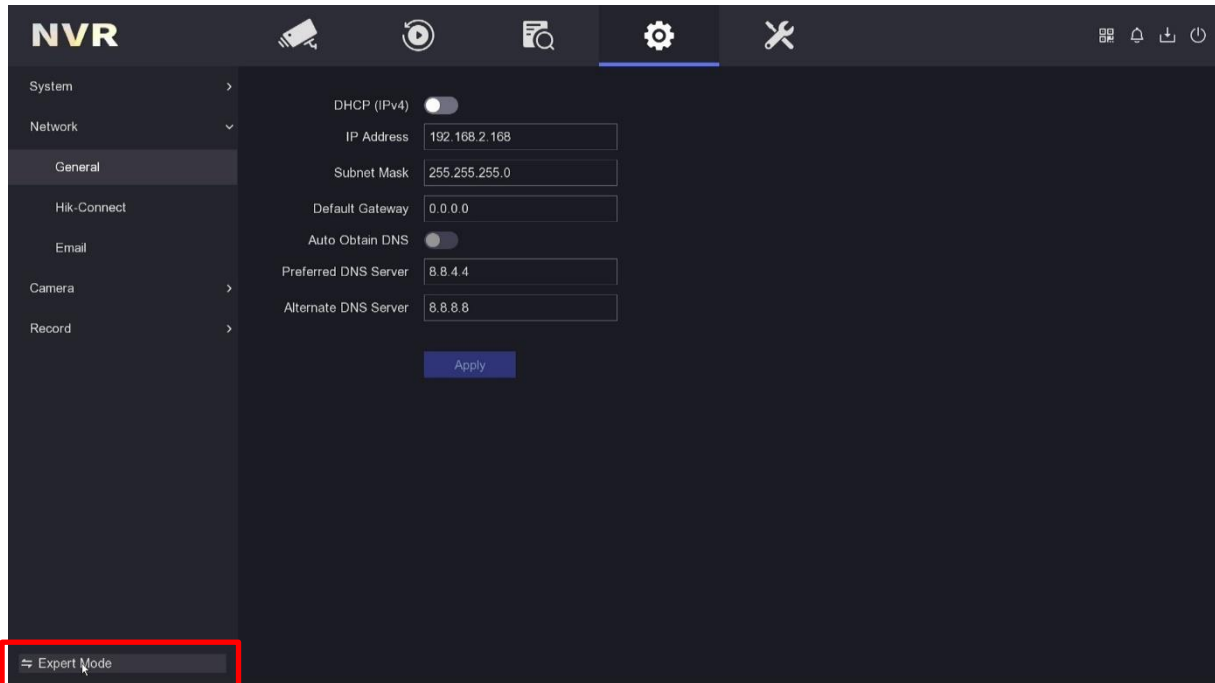 NVR
System
Network
General
Hik-Connect
Email
Camera
Record
DHCP (IPv4)
IP Address 192.168.2.168
Subnet Mask 255.255.255.0
Default Gateway 0.0.0.0
Auto Obtain DNS
Preferred DNS Server 8.8.4.4
Alternate DNS Server 8.8.8.8
Apply
Expert Mode